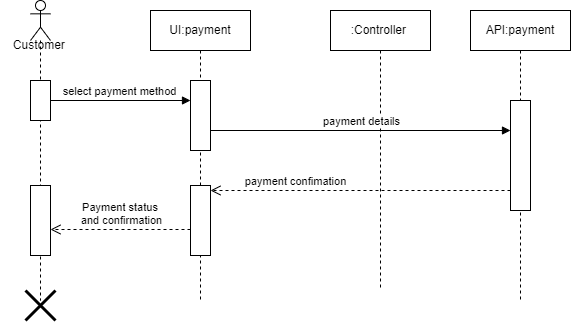 Customer
UI:payment
:Controller
API:payment
select payment method
payment details
payment confimation
Payment status
and confirmation